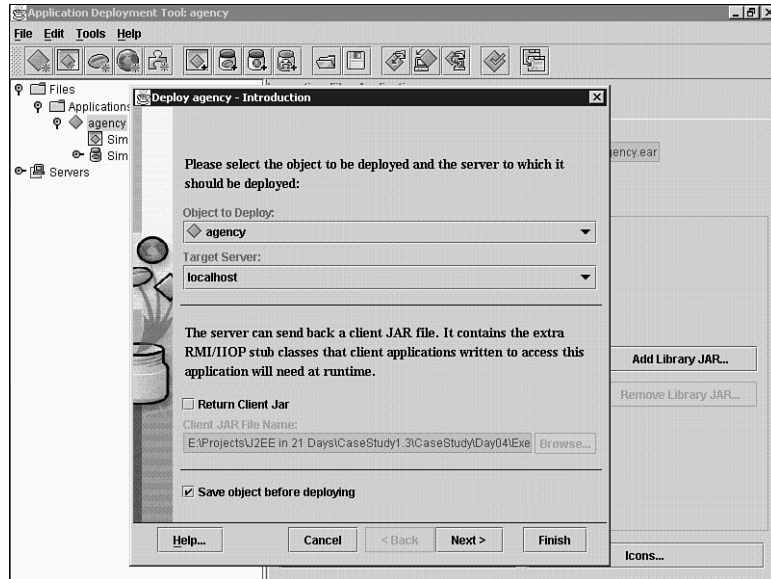 Application Deployment Tool: agency
File Edit Tools Help
Files
Applications
agency
Sim
Sim
Servers
Deploy agency - Introduction
Please select the object to be deployed and the server to which it
should be deployed:
Object to Deploy:
agency
Target Server:
localhost
The server can send back a client JAR file. It contains the extra
RMI/IIOP stub classes that client applications written to access this
application will need at runtime.
Return Client Jar
Client JAR File Name:
E:\Projects\J2EE in 21 Days\CaseStudy1.3\CaseStudy\Day04\Exe
Browse...
Save object before deploying
Help... Cancel < Back Next > Finish
gency.ear
Add Library JAR...
Remove Library JAR...
Icons...